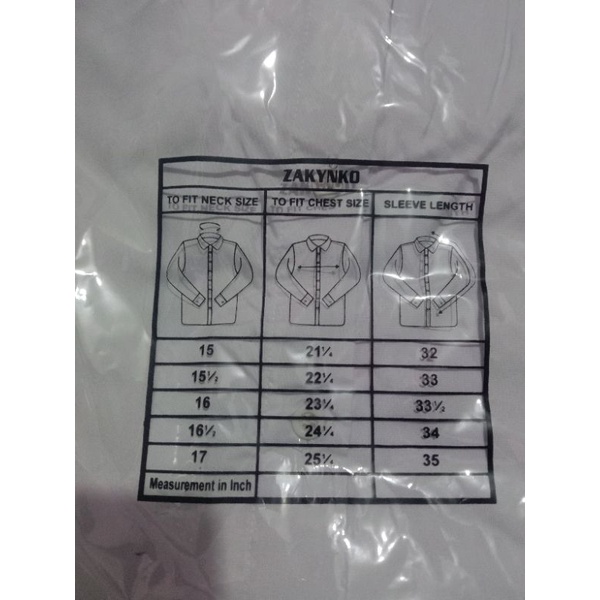 ZAKYNKO
TO FIT NECK SIZE TO FIT CHEST SIZE SLEEVE LENGTH
15 21¼ 32
15½ 22¼ 33
16 23¼ 33½
16½ 24¼ 34
17 25¼ 35
Measurement in Inch